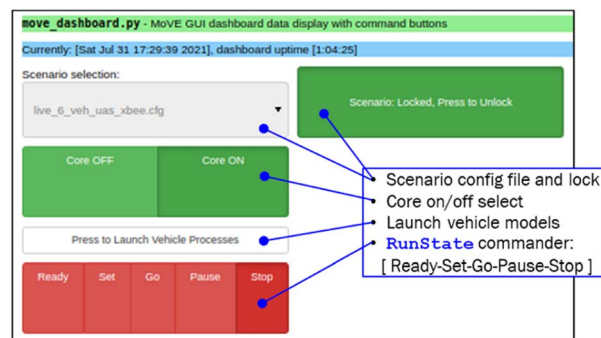 move_dashboard.py - MoVE GUI dashboard data display with command buttons
Currently: [Sat Jul 31 17:29:39 2021], dashboard uptime [1:04:25]
Scenario selection:
live_6_veh_uas_xbee.cfg
Scenario: Locked, Press to Unlock
Core OFF
Core ON
Press to Launch Vehicle Processes
Ready
Set
Go
Pause
Stop
• Scenario config file and lock
• Core on/off select
• Launch vehicle models
• RunState commander:
[ Ready-Set-Go-Pause-Stop ]